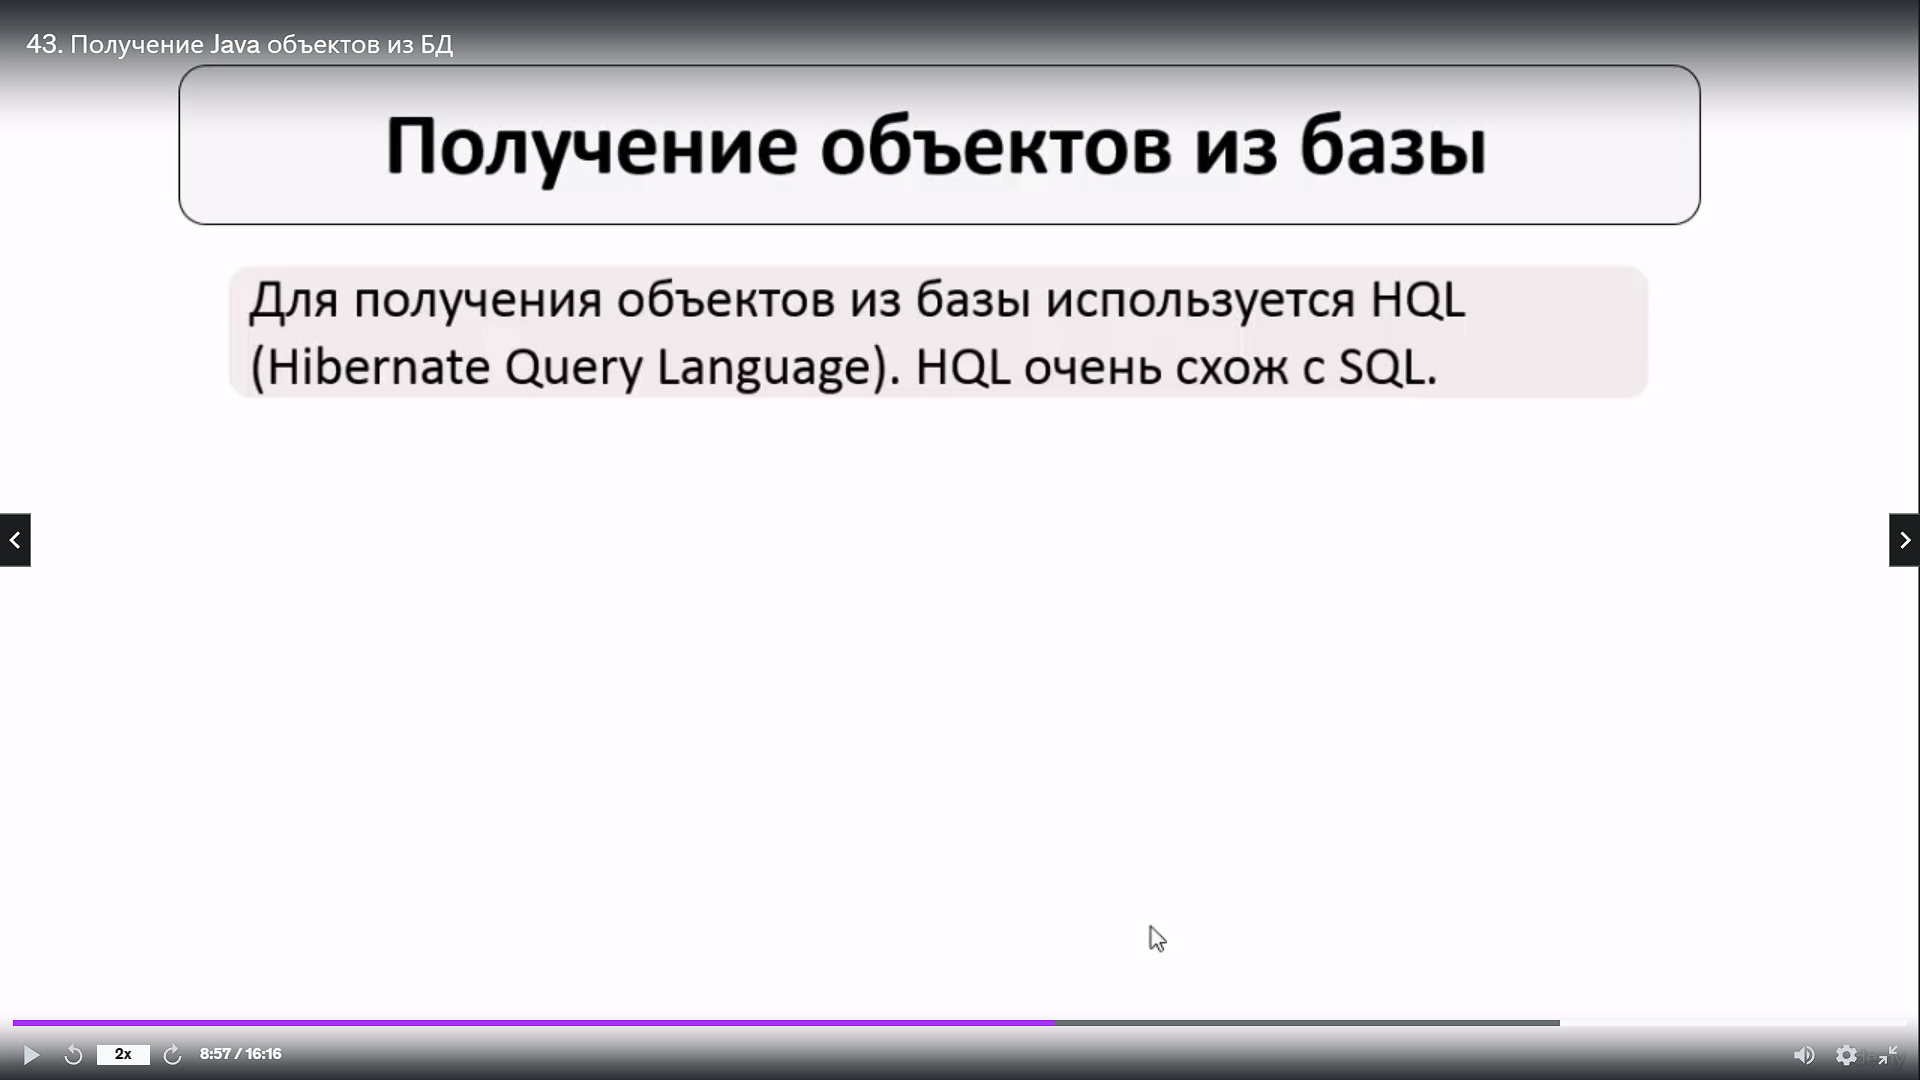 43. Получение Java объектов из БД
Получение объектов из базы
Для получения объектов из базы используется HQL
(Hibernate Query Language). HQL очень схож с SQL.
2x
8:57 / 16:16